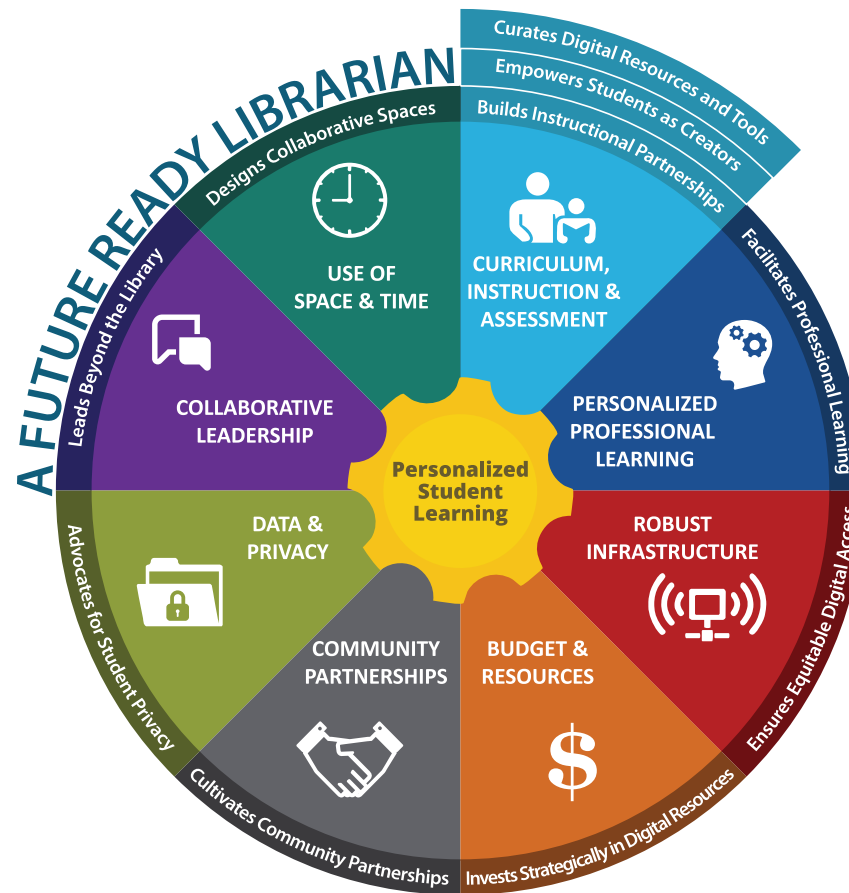 A FUTURE READY LIBRARIAN
Curates Digital Resources and Tools
Empowers Students as Creators
Builds Instructional Partnerships
CURRICULUM,
INSTRUCTION &
ASSESSMENT
Facilitates Professional Learning
PERSONALIZED
PROFESSIONAL
LEARNING
Ensures Equitable Digital Access
ROBUST
INFRASTRUCTURE
Invests Strategically in Digital Resources
BUDGET &
RESOURCES
$
Cultivates Community Partnerships
COMMUNITY
PARTNERSHIPS
Advocates for Student Privacy
DATA &
PRIVACY
Leads Beyond the Library
COLLABORATIVE
LEADERSHIP
Designs Collaborative Spaces
USE OF
SPACE & TIME
Personalized
Student
Learning